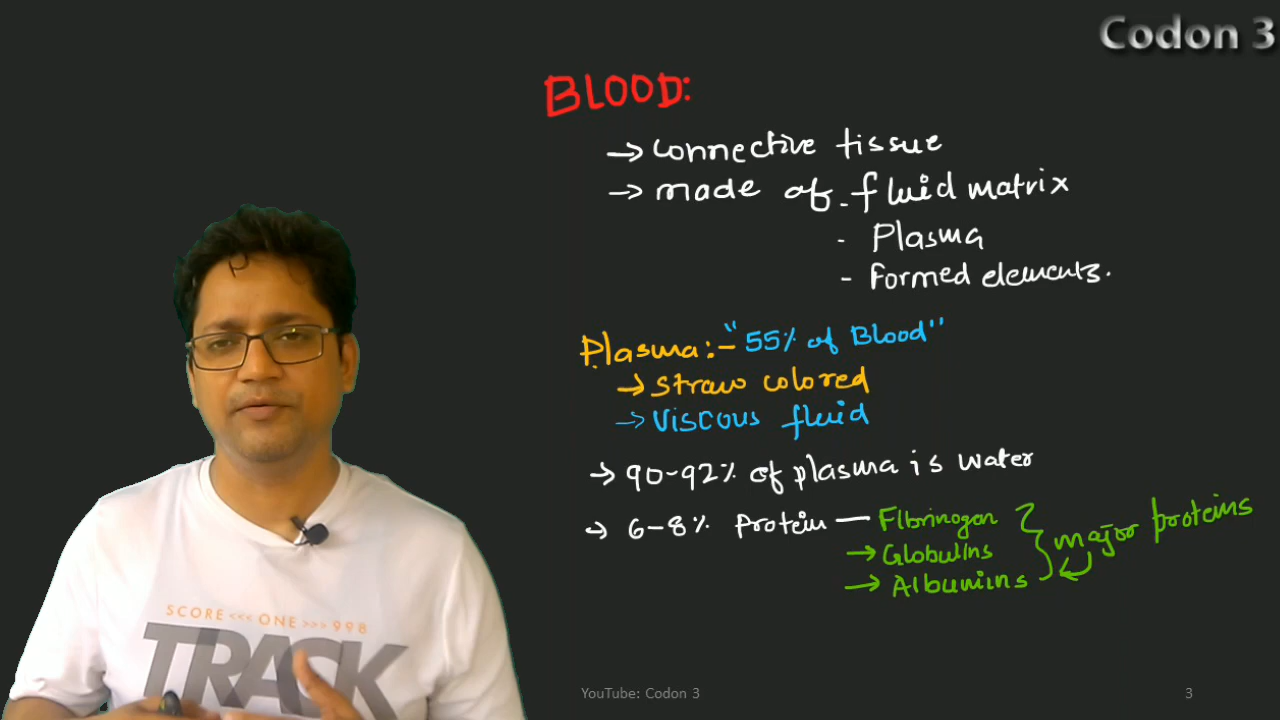 Codon 3
BLOOD:
→ connective tissue
→ made of - fluid matrix
- Plasma
- Formed elements.
Plasma:- "55% of Blood"
→ straw colored
→ viscous fluid
→ 90-92% of plasma is water
→ 6-8% Protein — Fibrinogen
→ Globulins
→ Albumins
major proteins
SCORE <<< ONE >>> 998
TRACK
YouTube: Codon 3
3